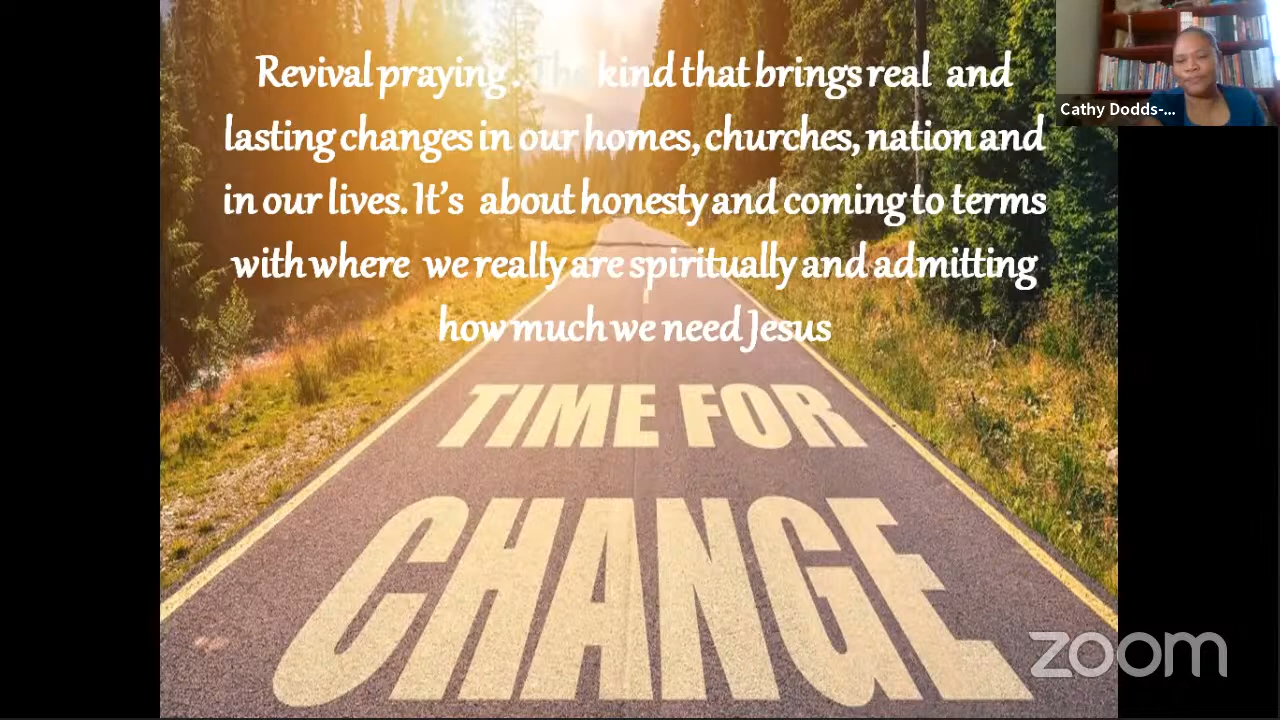 Revival praying . The kind that brings real and
lasting changes in our homes, churches, nation and
in our lives. It's about honesty and coming to terms
with where we really are spiritually and admitting
how much we need Jesus
TIME FOR
CHANGE
Cathy Dodds-...
zoom